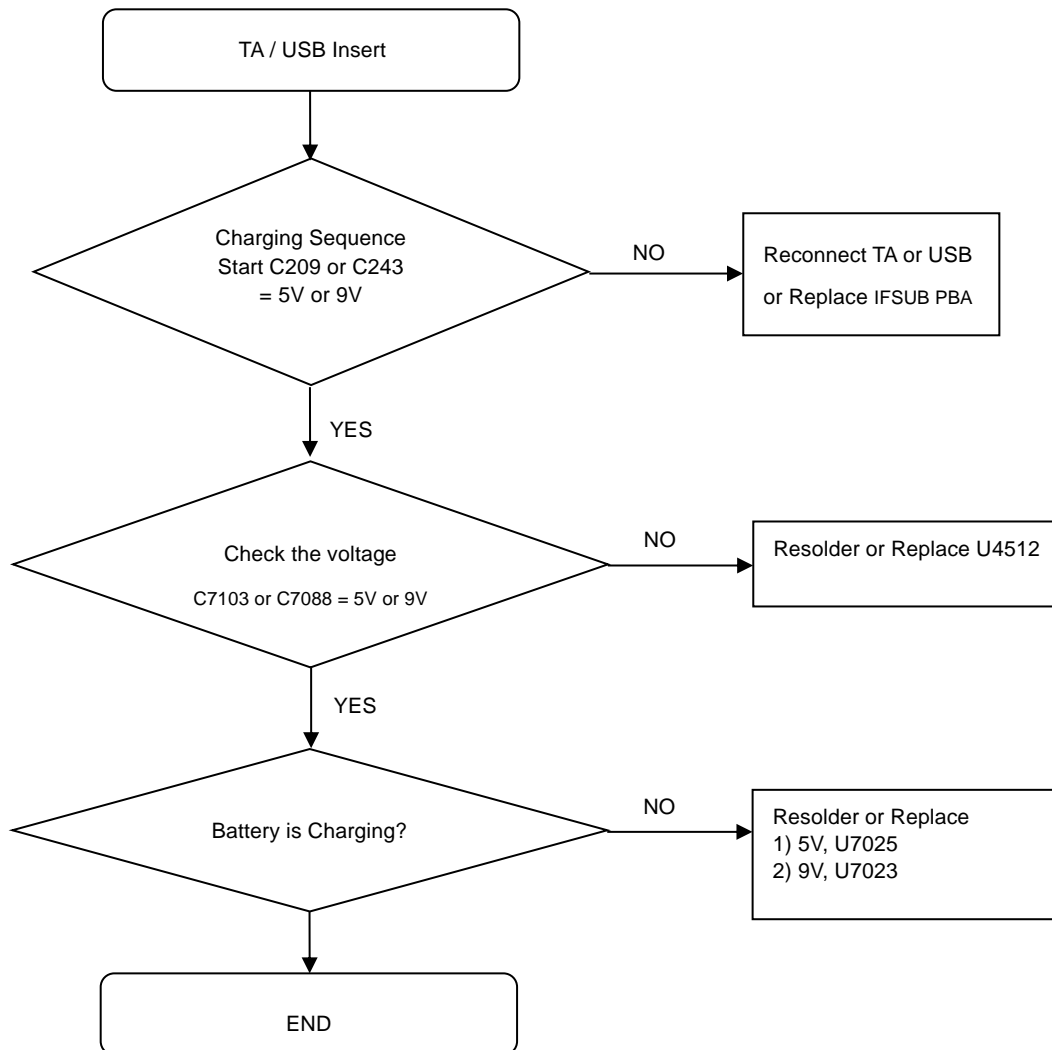 TA / USB Insert
Charging Sequence
Start C209 or C243
= 5V or 9V
NO
Reconnect TA or USB
or Replace IFSUB PBA
YES
Check the voltage
C7103 or C7088 = 5V or 9V
NO
Resolder or Replace U4512
YES
Battery is Charging?
NO
Resolder or Replace
1) 5V, U7025
2) 9V, U7023
END